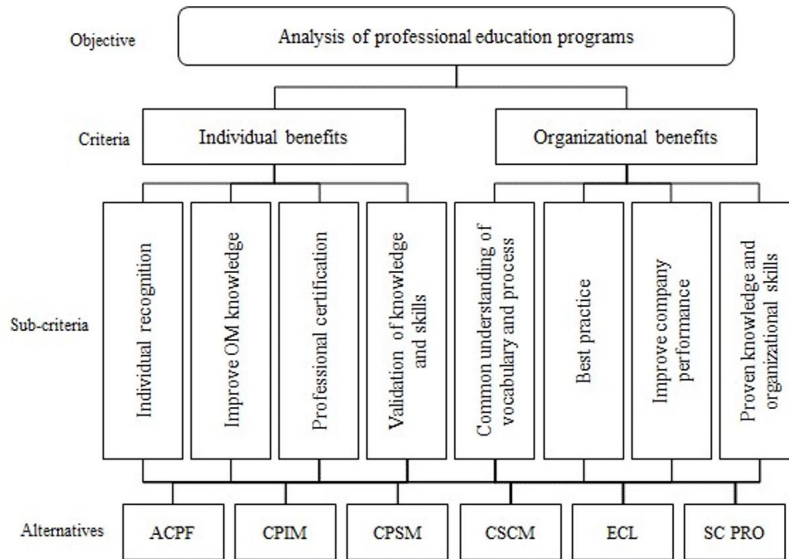 Objective
Analysis of professional education programs
Criteria
Individual benefits
Organizational benefits
Sub-criteria
Individual recognition
Improve OM knowledge
Professional certification
Validation of knowledge
and skills
Common understanding of
vocabulary and process
Best practice
Improve company
performance
Proven knowledge and
organizational skills
Alternatives
ACPF
CPIM
CPSM
CSCM
ECL
SC PRO